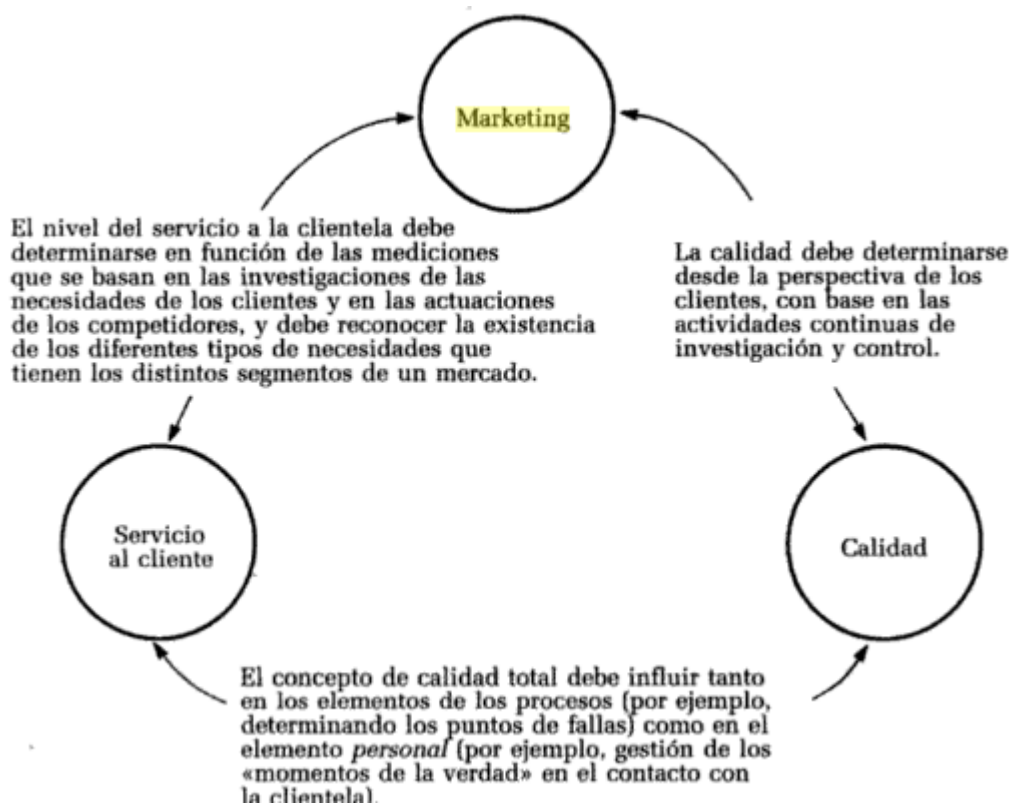 Marketing
El nivel del servicio a la clientela debe
determinarse en función de las mediciones
que se basan en las investigaciones de las
necesidades de los clientes y en las actuaciones
de los competidores, y debe reconocer la existencia
de los diferentes tipos de necesidades que
tienen los distintos segmentos de un mercado.
La calidad debe determinarse
desde la perspectiva de los
clientes, con base en las
actividades continuas de
investigación y control.
Servicio
al cliente
Calidad
El concepto de calidad total debe influir tanto
en los elementos de los procesos (por ejemplo,
determinando los puntos de fallas) como en el
elemento personal (por ejemplo, gestión de los
«momentos de la verdad» en el contacto con
la clientela).